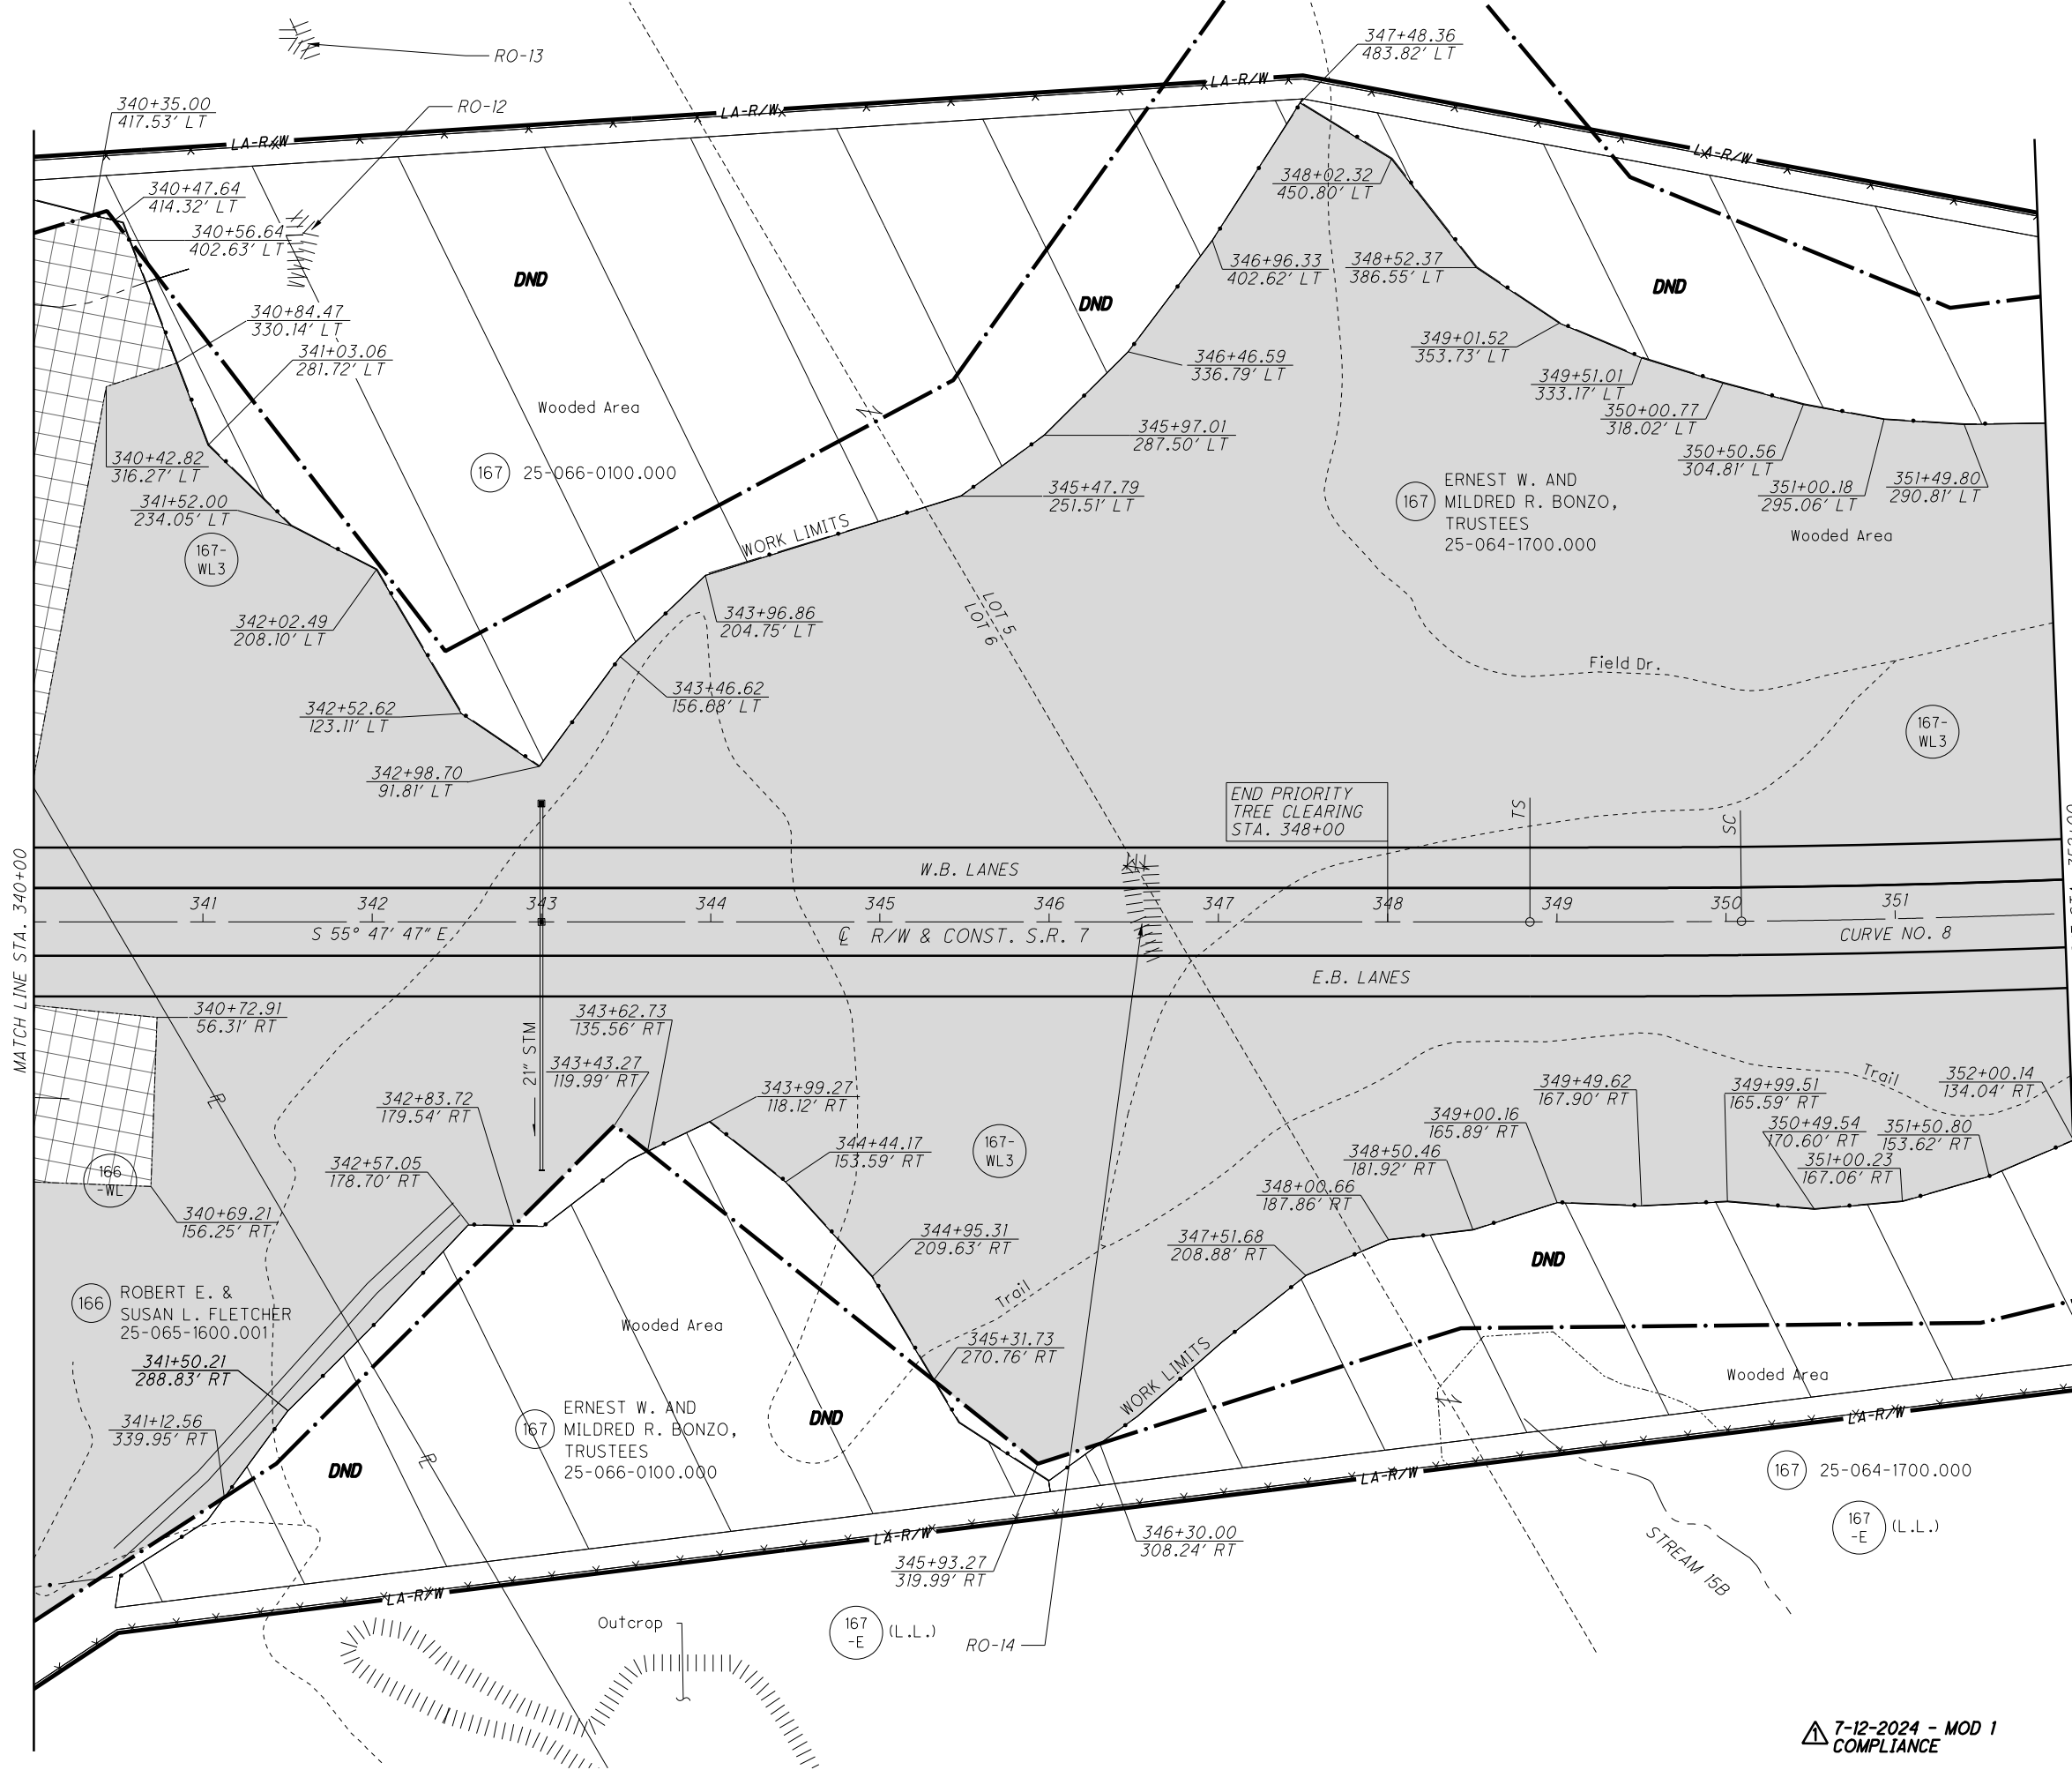 RO-13
347+48.36
483.82' LT
340+35.00
417.53' LT
RO-12
LA-R/W
LA-R/W
LA-R/W
LA-R/W
340+47.64
414.32' LT
348+02.32
450.80' LT
340+56.64
402.63' LT
346+96.33
402.62' LT
348+52.37
386.55' LT
DND
DND
DND
340+84.47
330.14' LT
349+01.52
353.73' LT
341+03.06
281.72' LT
346+46.59
336.79' LT
349+51.01
333.17' LT
350+00.77
318.02' LT
Wooded Area
345+97.01
287.50' LT
350+50.56
304.81' LT
340+42.82
316.27' LT
167
25-066-0100.000
345+47.79
251.51' LT
351+00.18
295.06' LT
351+49.80
290.81' LT
167
ERNEST W. AND
MILDRED R. BONZO,
TRUSTEES
25-064-1700.000
Wooded Area
341+52.00
234.05' LT
WORK LIMITS
167-
WL3
342+02.49
208.10' LT
343+96.86
204.75' LT
LOT 5
LOT 6
Field Dr.
343+46.62
156.68' LT
342+52.62
123.11' LT
167-
WL3
342+98.70
91.81' LT
END PRIORITY
TREE CLEARING
STA. 348+00
TS
SC
MATCH LINE STA. 340+00
W.B. LANES
341
342
343
344
345
346
347
348
349
350
351
S 55° 47' 47" E
℄ R/W & CONST. S.R. 7
CURVE NO. 8
E.B. LANES
340+72.91
56.31' RT
21" STM
343+62.73
135.56' RT
343+43.27
119.99' RT
343+99.27
118.12' RT
342+83.72
179.54' RT
Trail
352+00.14
134.04' RT
349+49.62
167.90' RT
349+99.51
165.59' RT
349+00.16
165.89' RT
350+49.54
170.60' RT
351+50.80
153.62' RT
344+44.17
153.59' RT
167-
WL3
348+50.46
181.92' RT
351+00.23
167.06' RT
166
-WL
342+57.05
178.70' RT
348+00.66
187.86' RT
340+69.21
156.25' RT
344+95.31
209.63' RT
347+51.68
208.88' RT
DND
166
ROBERT E. &
SUSAN L. FLETCHER
25-065-1600.001
Trail
Wooded Area
345+31.73
270.76' RT
WORK LIMITS
341+50.21
288.83' RT
Wooded Area
341+12.56
339.95' RT
167
ERNEST W. AND
MILDRED R. BONZO,
TRUSTEES
25-066-0100.000
DND
DND
LA-R/W
LA-R/W
LA-R/W
LA-R/W
167
25-064-1700.000
346+30.00
308.24' RT
345+93.27
319.99' RT
167
-E
(L.L.)
STREAM 15B
Outcrop
167
-E
(L.L.)
RO-14
1
7-12-2024 - MOD 1
COMPLIANCE